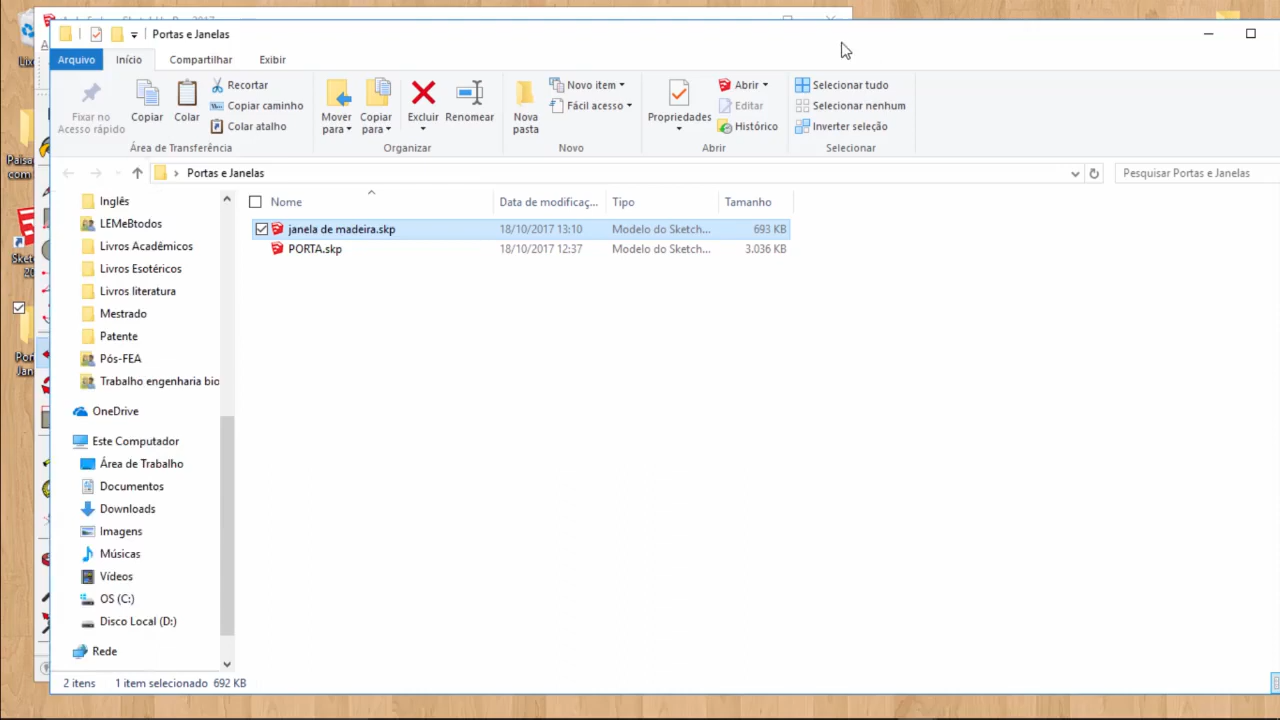 Portas e Janelas
Arquivo Início Compartilhar Exibir
Fixar no
Acesso rápido
Copiar
Colar
Recortar
Copiar caminho
Colar atalho
Área de Transferência
Mover
para
Copiar
para
Excluir
Renomear
Organizar
Nova
pasta
Novo item
Fácil acesso
Novo
Propriedades
Abrir
Editar
Histórico
Abrir
Selecionar tudo
Selecionar nenhum
Inverter seleção
Selecionar
Portas e Janelas
Pesquisar Portas e Janelas
Inglês
LEMeBtodos
Livros Acadêmicos
Livros Esotéricos
Livros literatura
Mestrado
Patente
Pós-FEA
Trabalho engenharia bio
OneDrive
Este Computador
Área de Trabalho
Documentos
Downloads
Imagens
Músicas
Vídeos
OS (C:)
Disco Local (D:)
Rede
Nome Data de modificaç... Tipo Tamanho
janela de madeira.skp 18/10/2017 13:10 Modelo do Sketch... 693 KB
PORTA.skp 18/10/2017 12:37 Modelo do Sketch... 3.036 KB
2 itens 1 item selecionado 692 KB